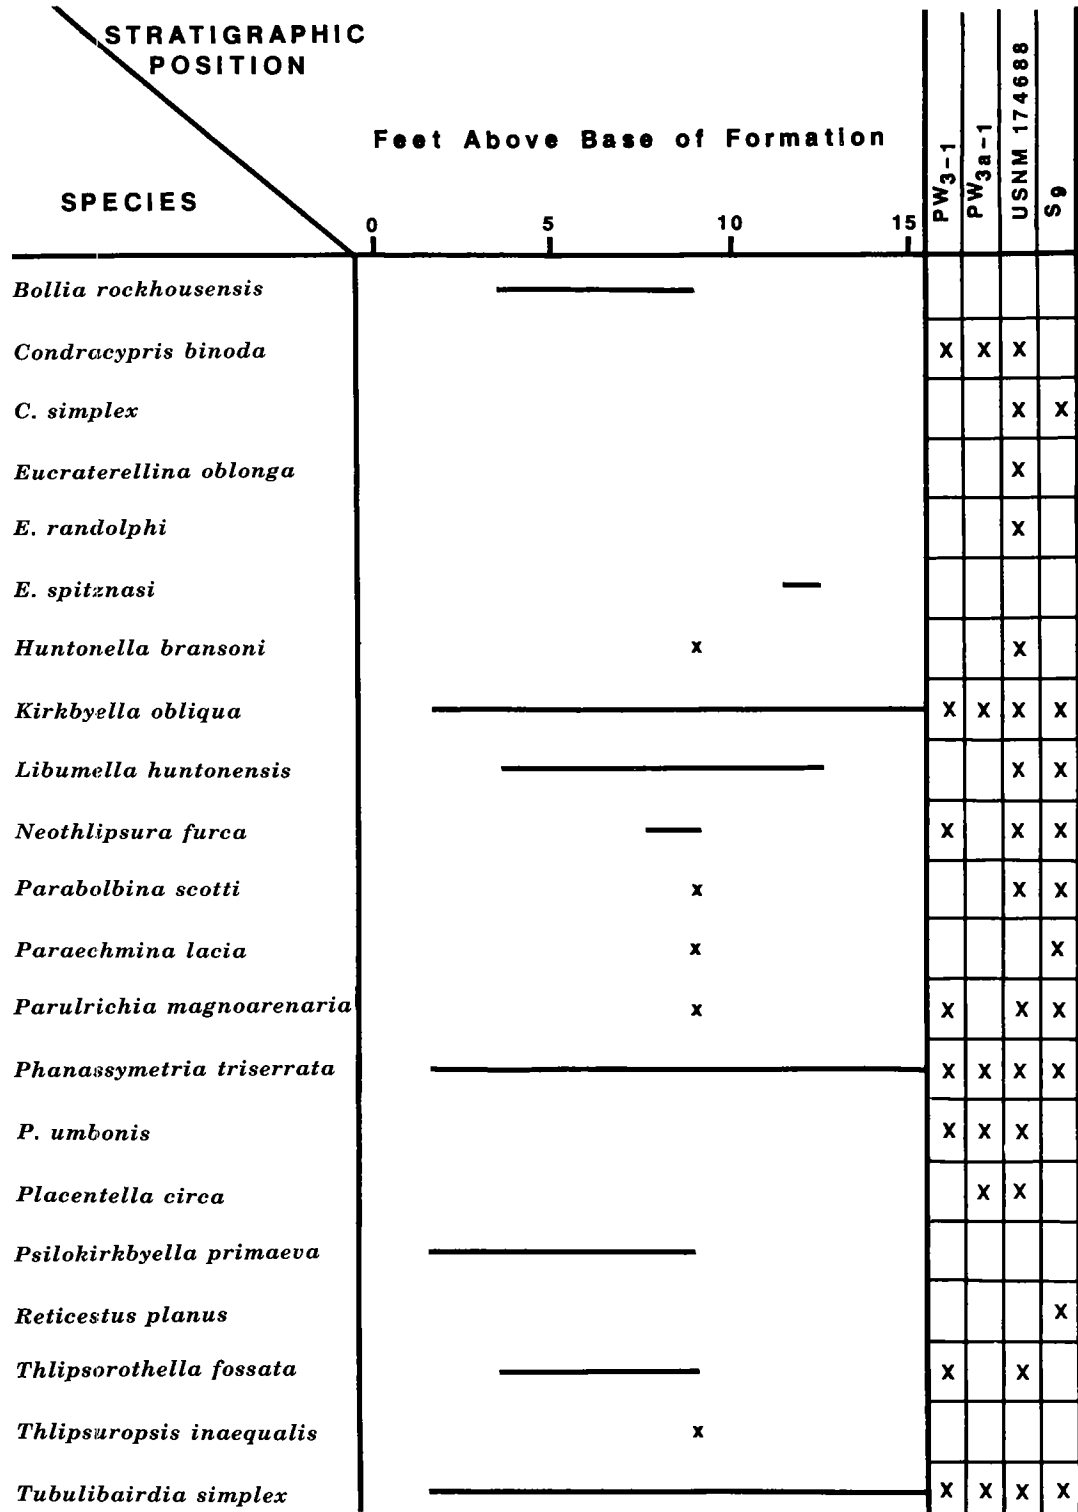 STRATIGRAPHIC
POSITION
Feet Above Base of Formation
SPECIES
0 5 10 15
PW3-1
PW3a-1
USNM 174688
S9
Bollia rockhousensis
Condracypris binoda X X X
C. simplex X X
Eucraterellina oblonga X
E. randolphi X
E. spitznasi
Huntonella bransoni x X
Kirkbyella obliqua X X X X
Libumella huntonensis X X
Neothlipsura furca X X X
Parabolbina scotti x X X
Paraechmina lacia x X
Parulrichia magnoarenaria x X X X
Phanassymetria triserrata X X X X
P. umbonis X X X
Placentella circa X X
Psilokirkbyella primaeva
Reticestus planus X
Thlipsorothella fossata X X
Thlipsuropsis inaequalis x
Tubulibairdia simplex X X X X